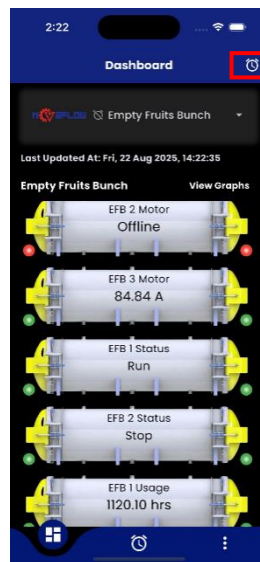 2:22
Dashboard
Empty Fruits Bunch
Last Updated At: Fri, 22 Aug 2025, 14:22:35
Empty Fruits Bunch View Graphs
EFB 2 Motor
Offline
EFB 3 Motor
84.84 A
EFB 1 Status
Run
EFB 2 Status
Stop
EFB 1 Usage
1120.10 hrs